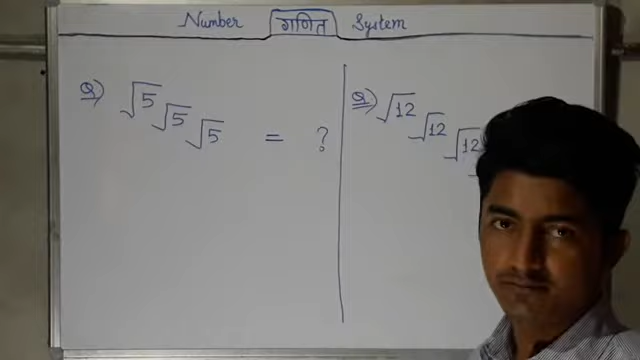 Number गणित System
Q) √5 √5 √5 = ?
Q) √12 √12 √12